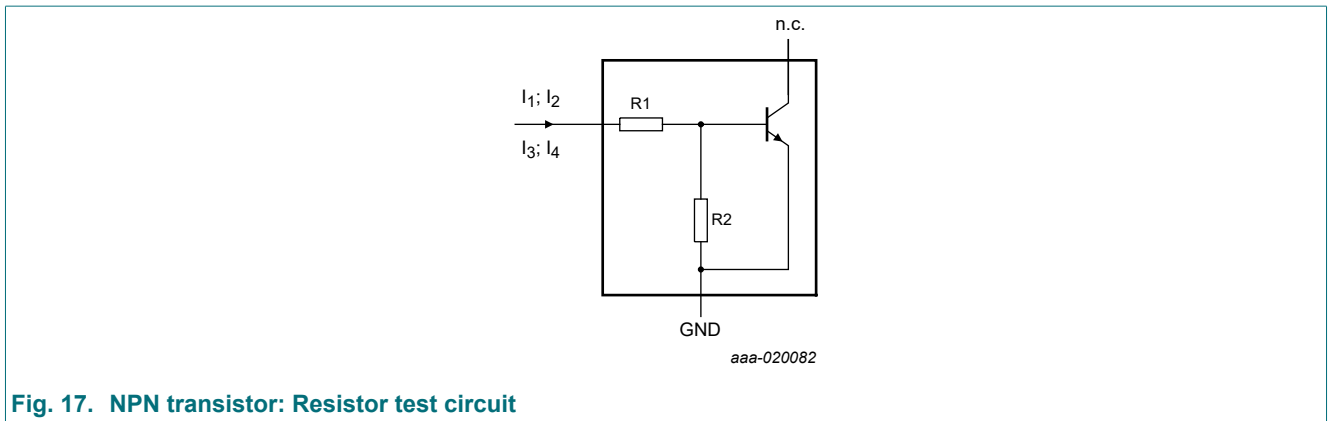 n.c.
I1; I2
R1
I3; I4
R2
GND
aaa-020082
Fig. 17. NPN transistor: Resistor test circuit